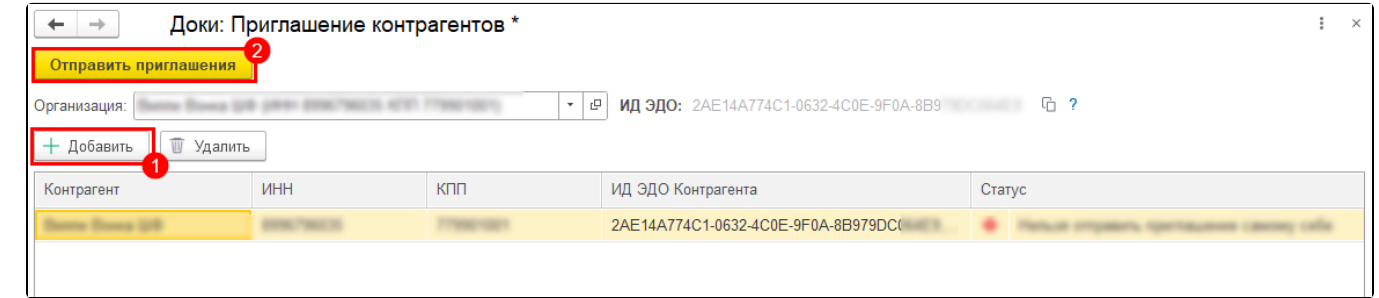 Доки: Приглашение контрагентов *
Отправить приглашения
2
Организация:
ИД ЭДО: 2AE14A774C1-0632-4C0E-9F0A-8B9 ?
Добавить
1
Удалить
Контрагент ИНН КПП ИД ЭДО Контрагента Статус
2AE14A774C1-0632-4C0E-9F0A-8B979DC